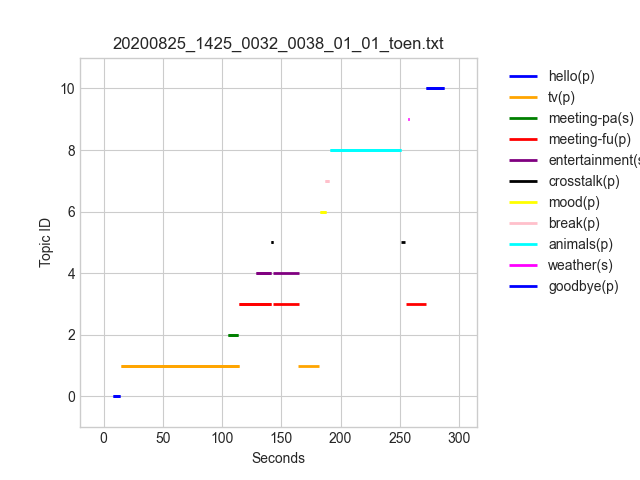 20200825_1425_0032_0038_01_01_toen.txt
10
8
6
4
2
0
Topic ID
0 50 100 150 200 250 300
Seconds
hello(p)
tv(p)
meeting-pa(s)
meeting-fu(p)
entertainment(s
crosstalk(p)
mood(p)
break(p)
animals(p)
weather(s)
goodbye(p)